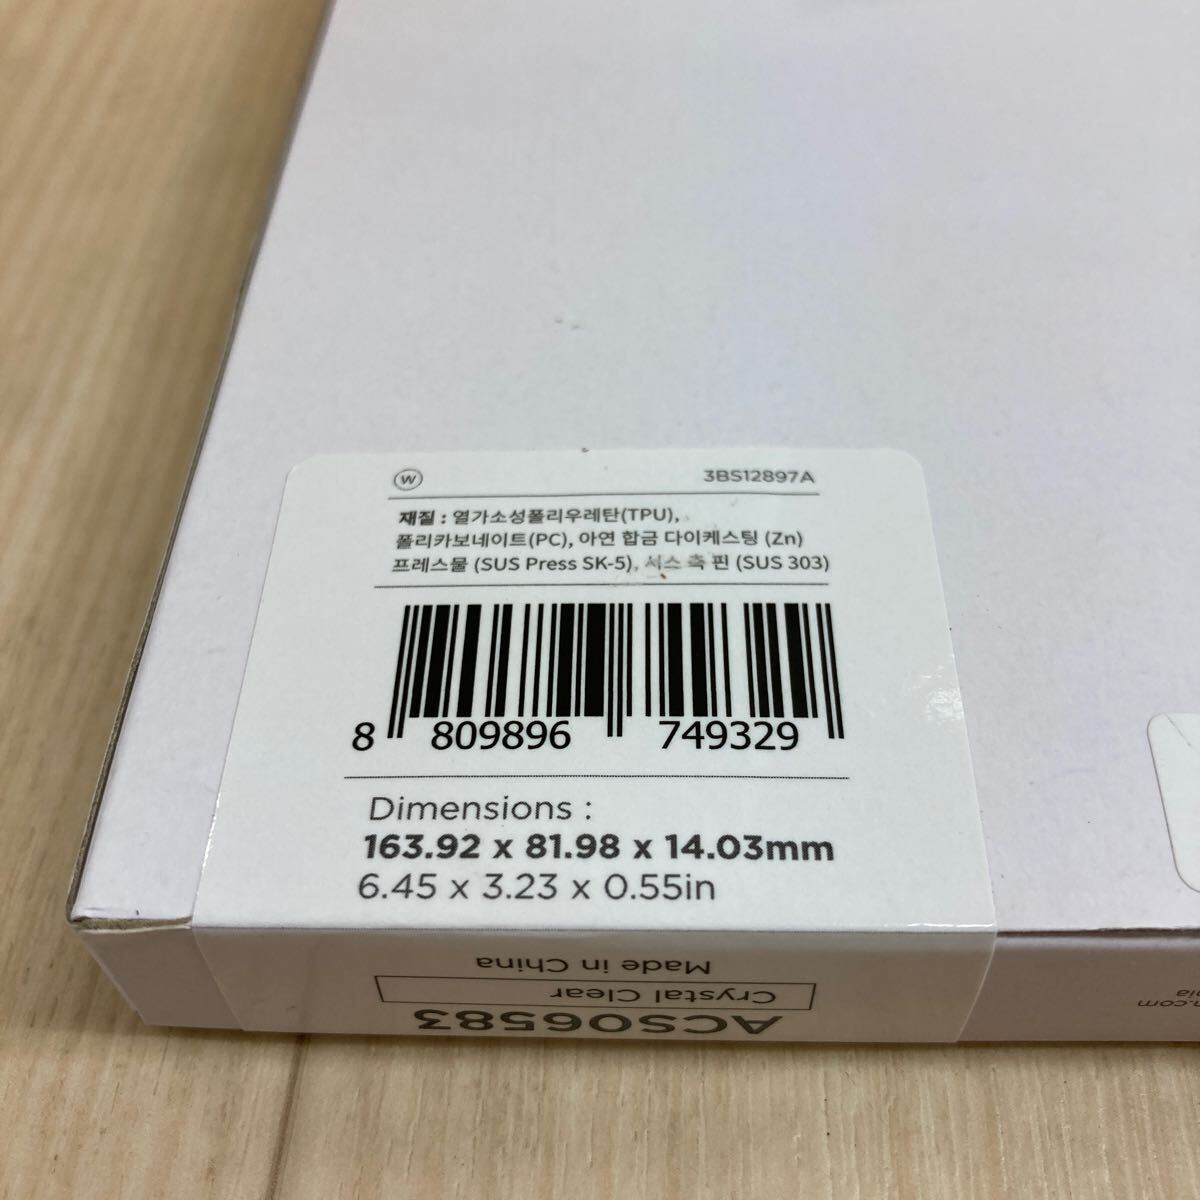 W 3BS12897A
재질 : 열가소성폴리우레탄(TPU),
폴리카보네이트(PC), 아연 합금 다이케스팅 (Zn)
프레스물 (SUS Press SK-5), 서스 축 핀 (SUS 303)
8 809896 749329
Dimensions :
163.92 x 81.98 x 14.03mm
6.45 x 3.23 x 0.55in
Made in China
Crystal Clear
ACS06583